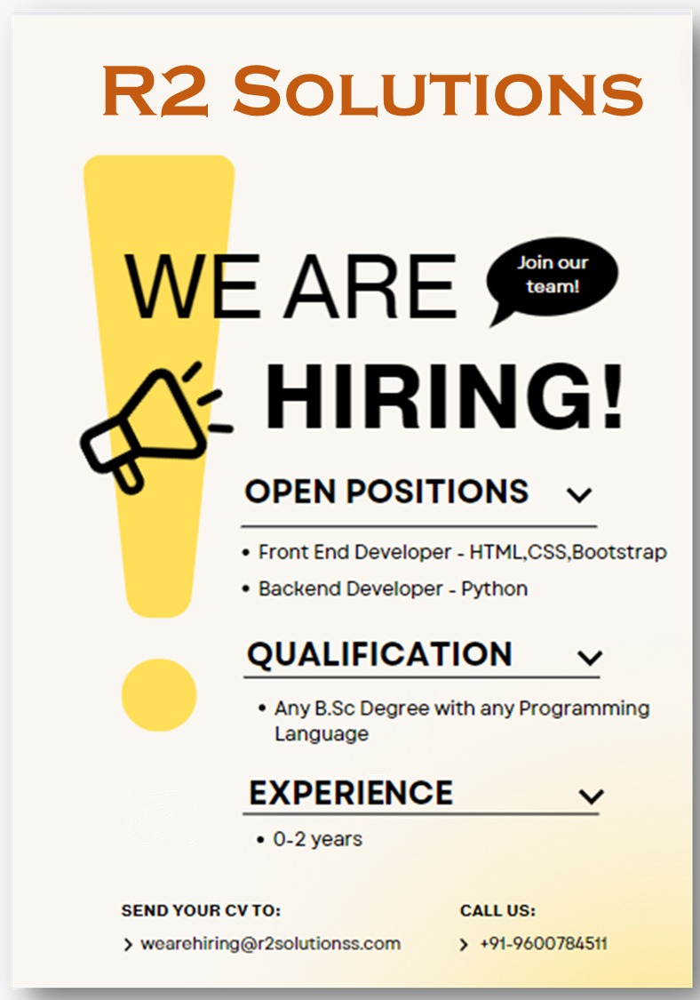 R2 Solutions
WE ARE
Join our
team!
HIRING!
OPEN POSITIONS
• Front End Developer - HTML,CSS,Bootstrap
• Backend Developer - Python
QUALIFICATION
• Any B.Sc Degree with any Programming
Language
EXPERIENCE
• 0-2 years
SEND YOUR CV TO:
wearehiring@r2solutionss.com
CALL US:
+91-9600784511